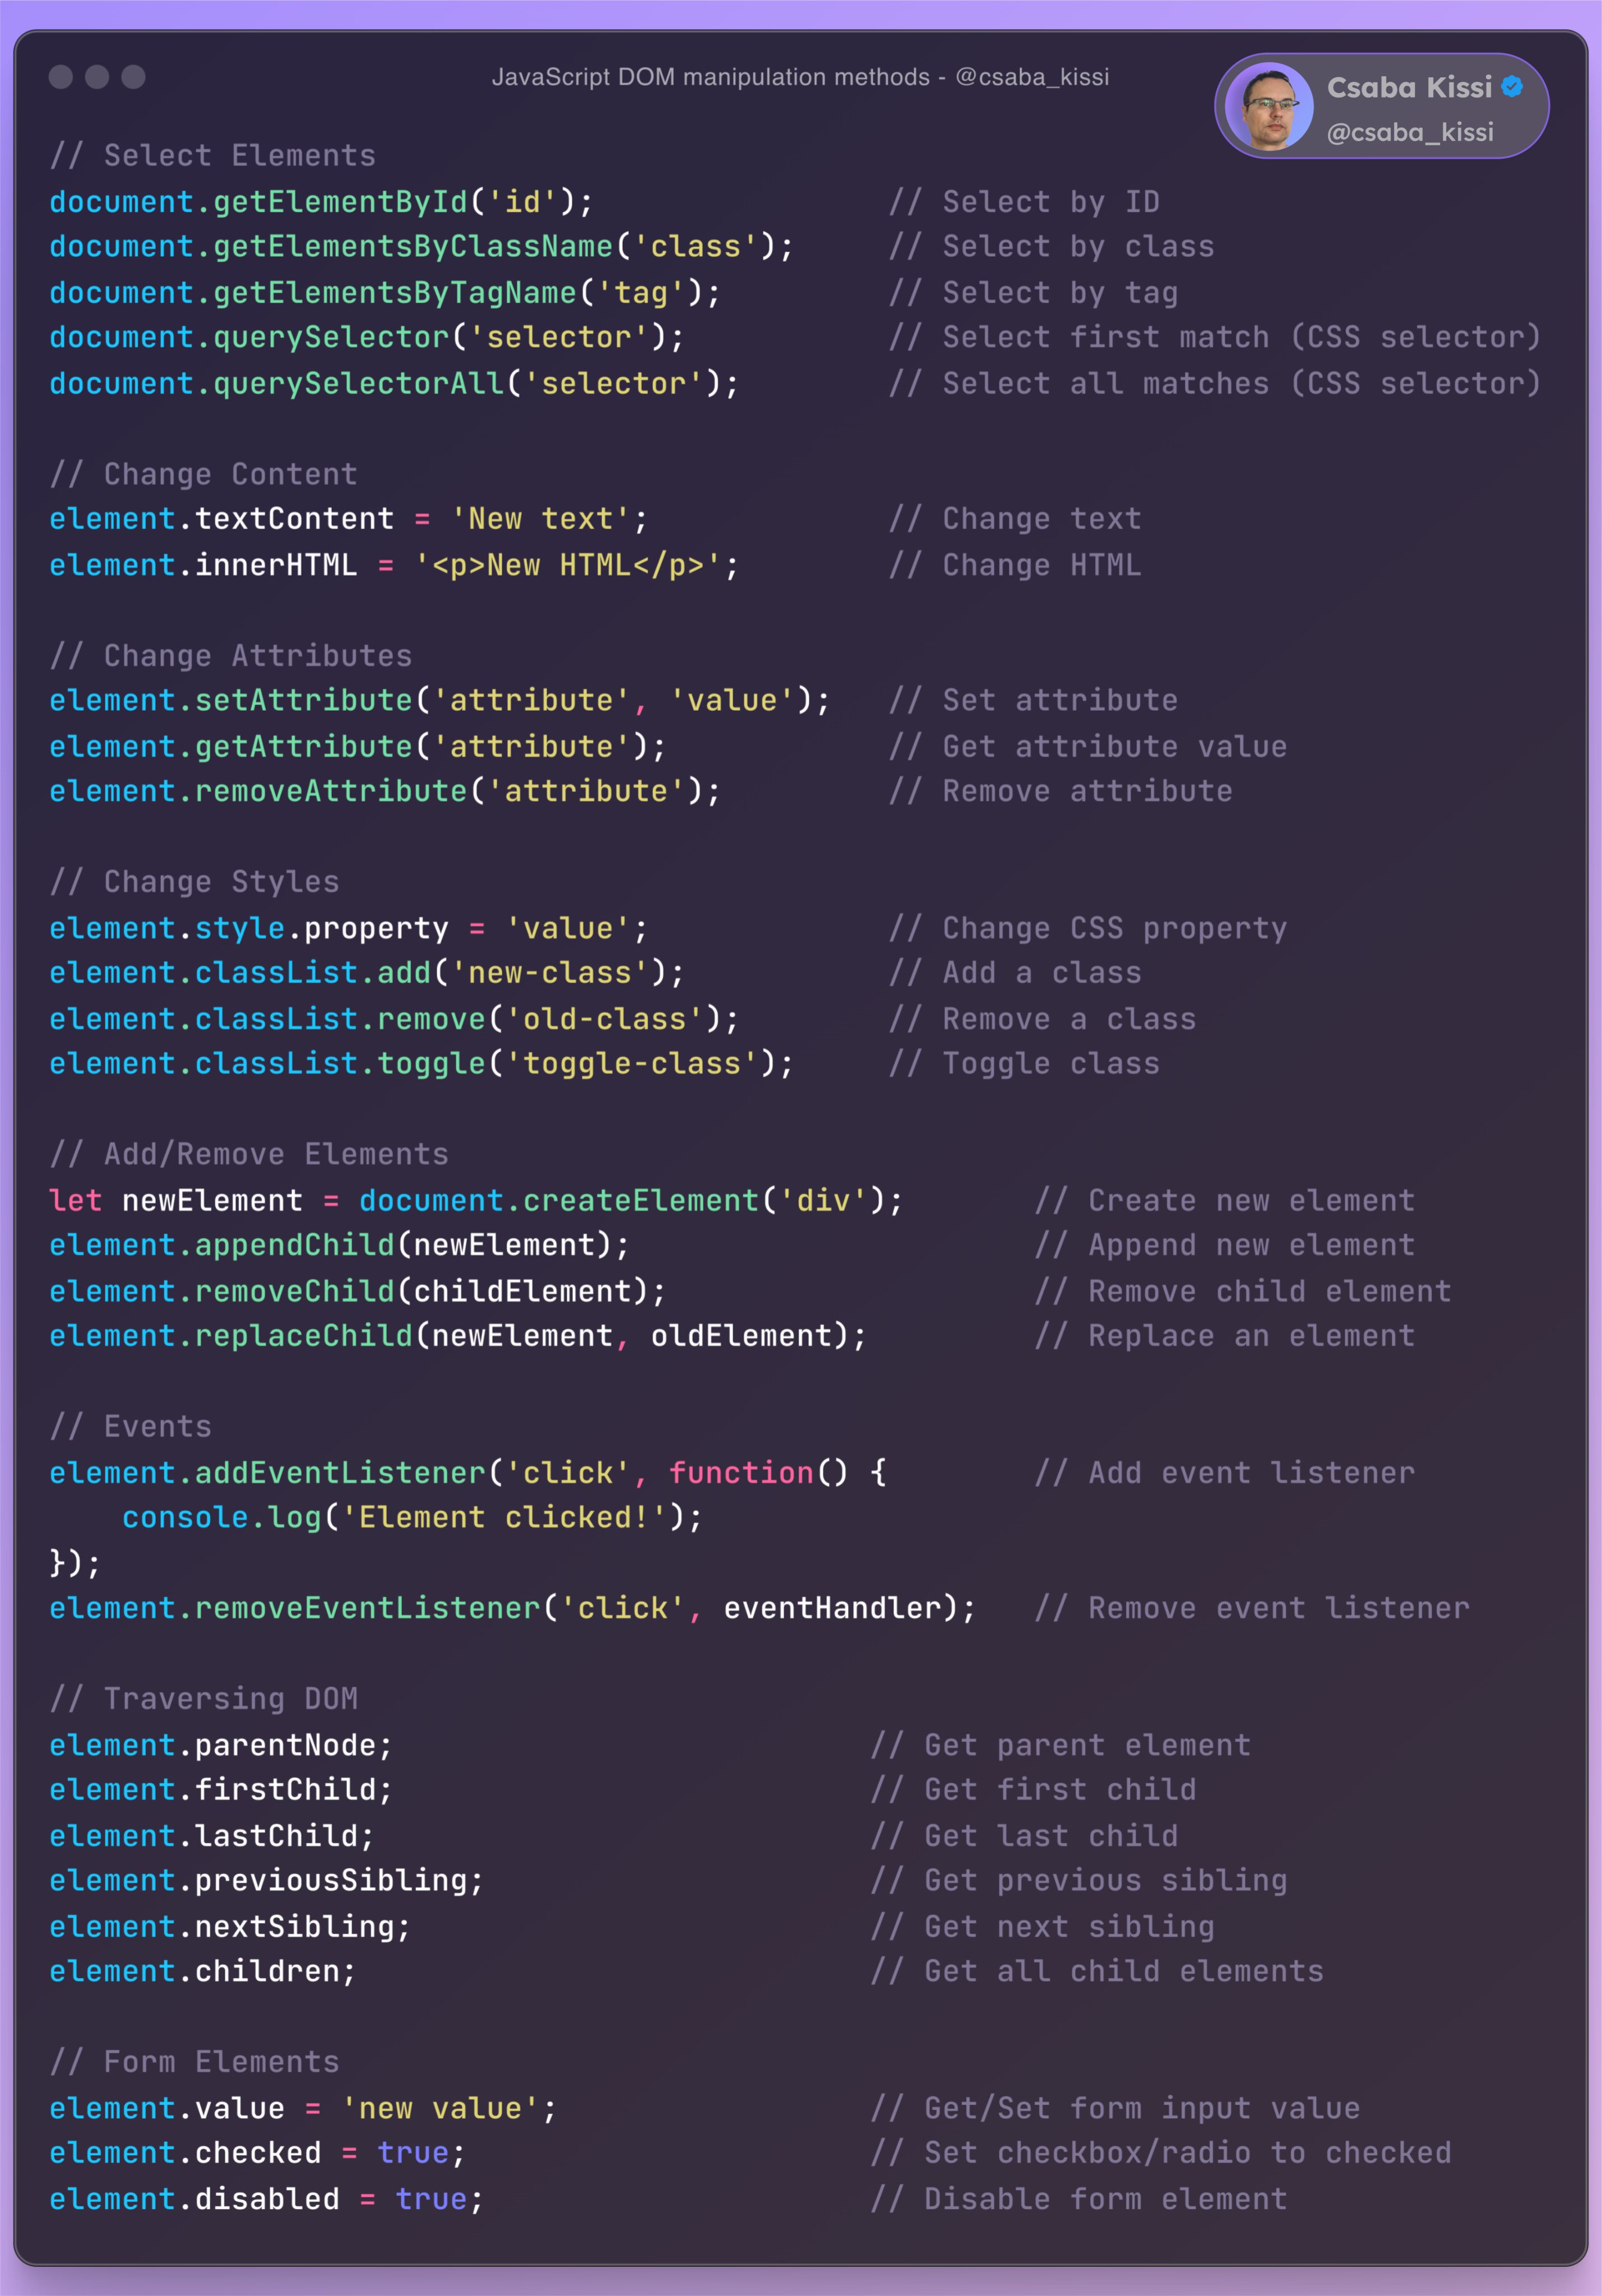 JavaScript DOM manipulation methods - @csaba_kissi
Csaba Kissi
@csaba_kissi
// Select Elements
document.getElementById('id'); // Select by ID
document.getElementsByClassName('class'); // Select by class
document.getElementsByTagName('tag'); // Select by tag
document.querySelector('selector'); // Select first match (CSS selector)
document.querySelectorAll('selector'); // Select all matches (CSS selector)
// Change Content
element.textContent = 'New text'; // Change text
element.innerHTML = '<p>New HTML</p>'; // Change HTML
// Change Attributes
element.setAttribute('attribute', 'value'); // Set attribute
element.getAttribute('attribute'); // Get attribute value
element.removeAttribute('attribute'); // Remove attribute
// Change Styles
element.style.property = 'value'; // Change CSS property
element.classList.add('new-class'); // Add a class
element.classList.remove('old-class'); // Remove a class
element.classList.toggle('toggle-class'); // Toggle class
// Add/Remove Elements
let newElement = document.createElement('div'); // Create new element
element.appendChild(newElement); // Append new element
element.removeChild(childElement); // Remove child element
element.replaceChild(newElement, oldElement); // Replace an element
// Events
element.addEventListener('click', function() { // Add event listener
    console.log('Element clicked!');
});
element.removeEventListener('click', eventHandler); // Remove event listener
// Traversing DOM
element.parentNode; // Get parent element
element.firstChild; // Get first child
element.lastChild; // Get last child
element.previousSibling; // Get previous sibling
element.nextSibling; // Get next sibling
element.children; // Get all child elements
// Form Elements
element.value = 'new value'; // Get/Set form input value
element.checked = true; // Set checkbox/radio to checked
element.disabled = true; // Disable form element